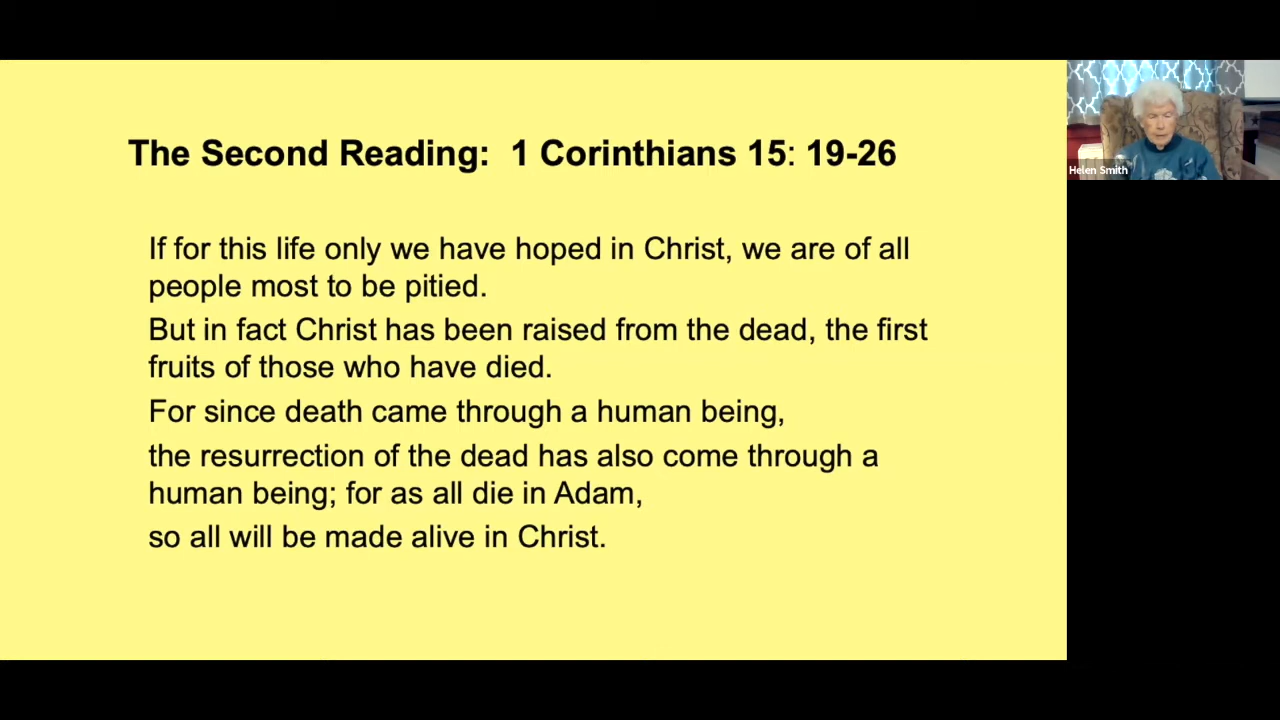 The Second Reading:  1 Corinthians 15: 19-26
Helen Smith
If for this life only we have hoped in Christ, we are of all
people most to be pitied.
But in fact Christ has been raised from the dead, the first
fruits of those who have died.
For since death came through a human being,
the resurrection of the dead has also come through a
human being; for as all die in Adam,
so all will be made alive in Christ.